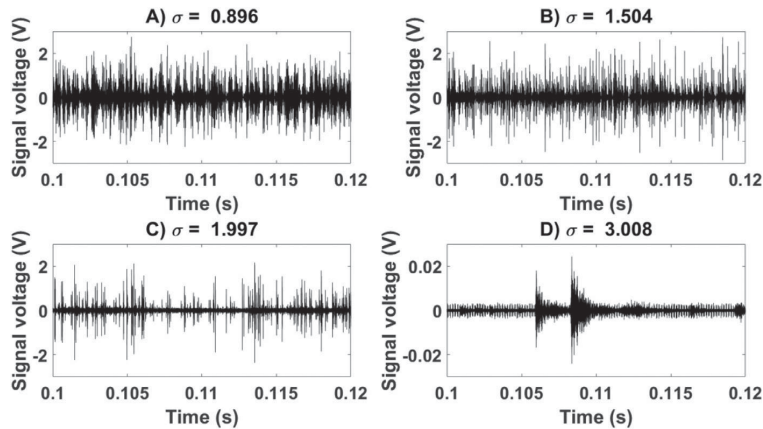 A) σ = 0.896
Signal voltage (V)
2
0
-2
0.1 0.105 0.11 0.115 0.12
Time (s)
B) σ = 1.504
Signal voltage (V)
2
0
-2
0.1 0.105 0.11 0.115 0.12
Time (s)
C) σ = 1.997
Signal voltage (V)
2
0
-2
0.1 0.105 0.11 0.115 0.12
Time (s)
D) σ = 3.008
Signal voltage (V)
0.02
0
-0.02
0.1 0.105 0.11 0.115 0.12
Time (s)